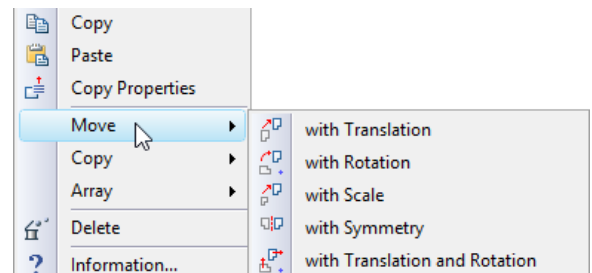 Copy
Paste
Copy Properties
Move
Copy
Array
Delete
Information...
with Translation
with Rotation
with Scale
with Symmetry
with Translation and Rotation